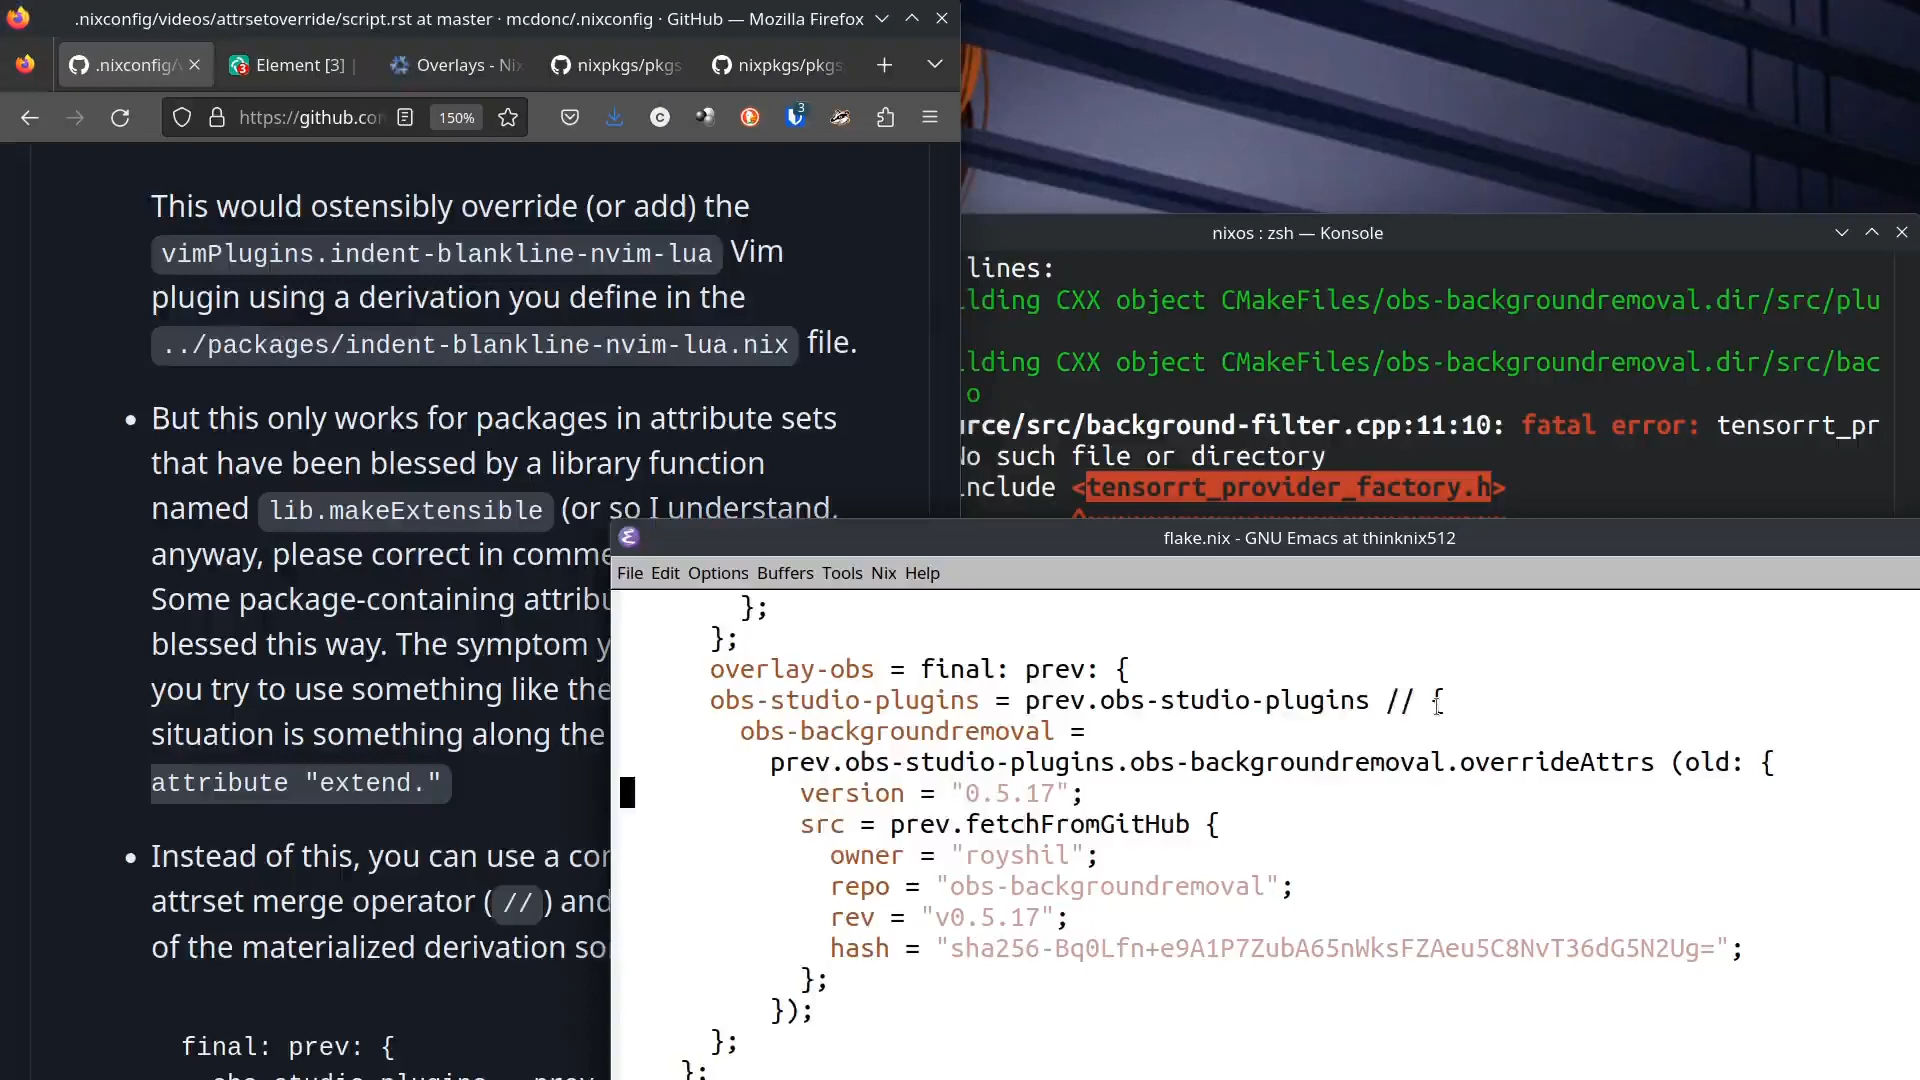 .nixconfig/videos/attrsetoverride/script.rst at master · mcdonc/.nixconfig · GitHub — Mozilla Firefox
.nixconfig/
Element [3] |
Overlays - Nix
nixpkgs/pkgs
nixpkgs/pkgs
https://github.co
150%
3
This would ostensibly override (or add) the
vimPlugins.indent-blankline-nvim-lua Vim
plugin using a derivation you define in the
../packages/indent-blankline-nvim-lua.nix file.
• But this only works for packages in attribute sets
that have been blessed by a library function
named lib.makeExtensible (or so I understand,
anyway, please correct in comme
Some package-containing attribu
blessed this way. The symptom y
you try to use something like the
situation is something along the
attribute "extend."
• Instead of this, you can use a co
attrset merge operator ( // ) and
of the materialized derivation so
final: prev: {
nixos : zsh — Konsole
lines:
lding CXX object CMakeFiles/obs-backgroundremoval.dir/src/plu
lding CXX object CMakeFiles/obs-backgroundremoval.dir/src/bac
o
urce/src/background-filter.cpp:11:10: fatal error: tensorrt_pr
No such file or directory
include <tensorrt_provider_factory.h>
flake.nix - GNU Emacs at thinknix512
File Edit Options Buffers Tools Nix Help
};
};
overlay-obs = final: prev: {
obs-studio-plugins = prev.obs-studio-plugins // {
obs-backgroundremoval =
prev.obs-studio-plugins.obs-backgroundremoval.overrideAttrs (old: {
version = "0.5.17";
src = prev.fetchFromGitHub {
owner = "royshil";
repo = "obs-backgroundremoval";
rev = "v0.5.17";
hash = "sha256-Bq0Lfn+e9A1P7ZubA65nWksFZAeu5C8NvT36dG5N2Ug=";
};
});
};
};